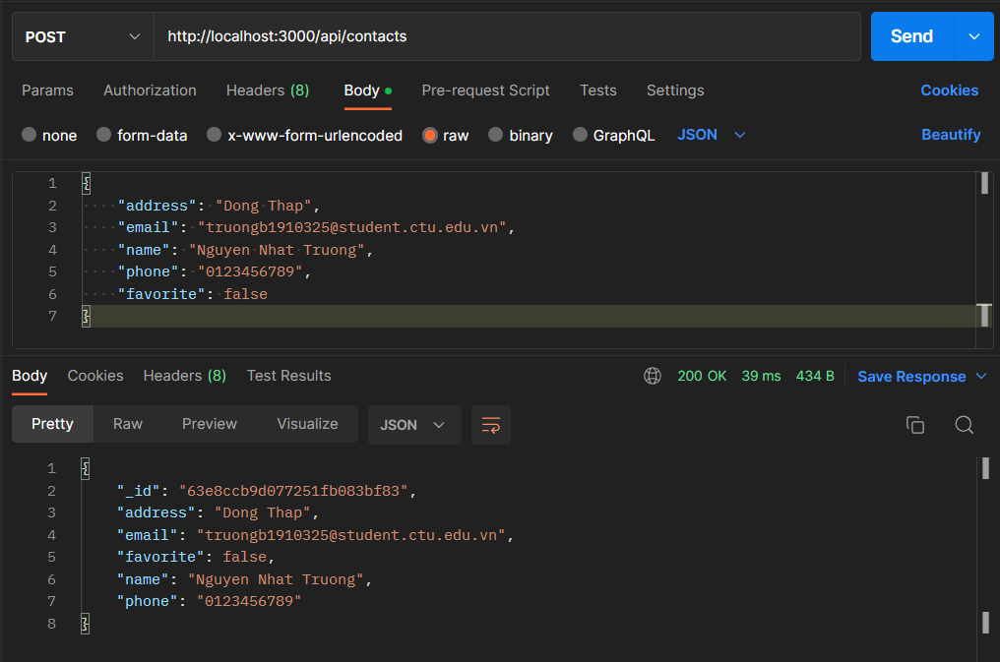 POST http://localhost:3000/api/contacts Send
Params Authorization Headers (8) Body Pre-request Script Tests Settings Cookies
none form-data x-www-form-urlencoded raw binary GraphQL JSON Beautify
1 {
2 "address": "Dong Thap",
3 "email": "truongb1910325@student.ctu.edu.vn",
4 "name": "Nguyen Nhat Truong",
5 "phone": "0123456789",
6 "favorite": false
7 }
Body Cookies Headers (8) Test Results 200 OK 39 ms 434 B Save Response
Pretty Raw Preview Visualize JSON
1 {
2 "_id": "63e8ccb9d077251fb083bf83",
3 "address": "Dong Thap",
4 "email": "truongb1910325@student.ctu.edu.vn",
5 "favorite": false,
6 "name": "Nguyen Nhat Truong",
7 "phone": "0123456789"
8 }